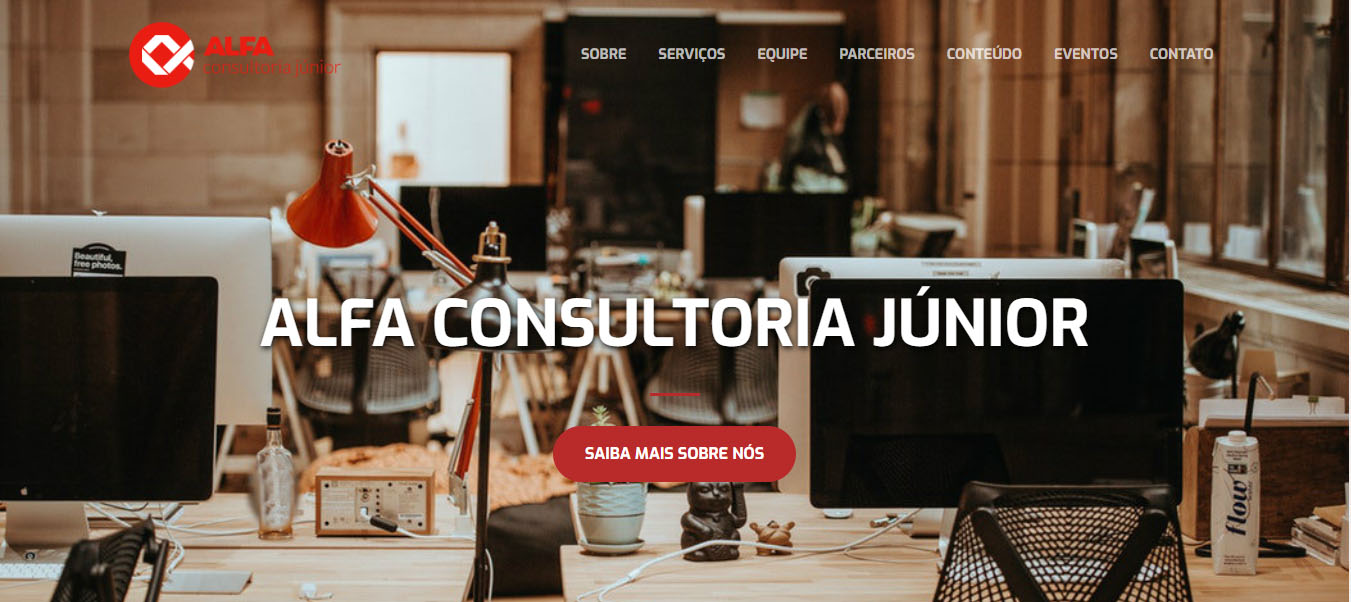 ALFA
consultoria júnior
SOBRE SERVIÇOS EQUIPE PARCEIROS CONTEÚDO EVENTOS CONTATO
Beautiful,
free photos.
ALFA CONSULTORIA JÚNIOR
SAIBA MAIS SOBRE NÓS
flow